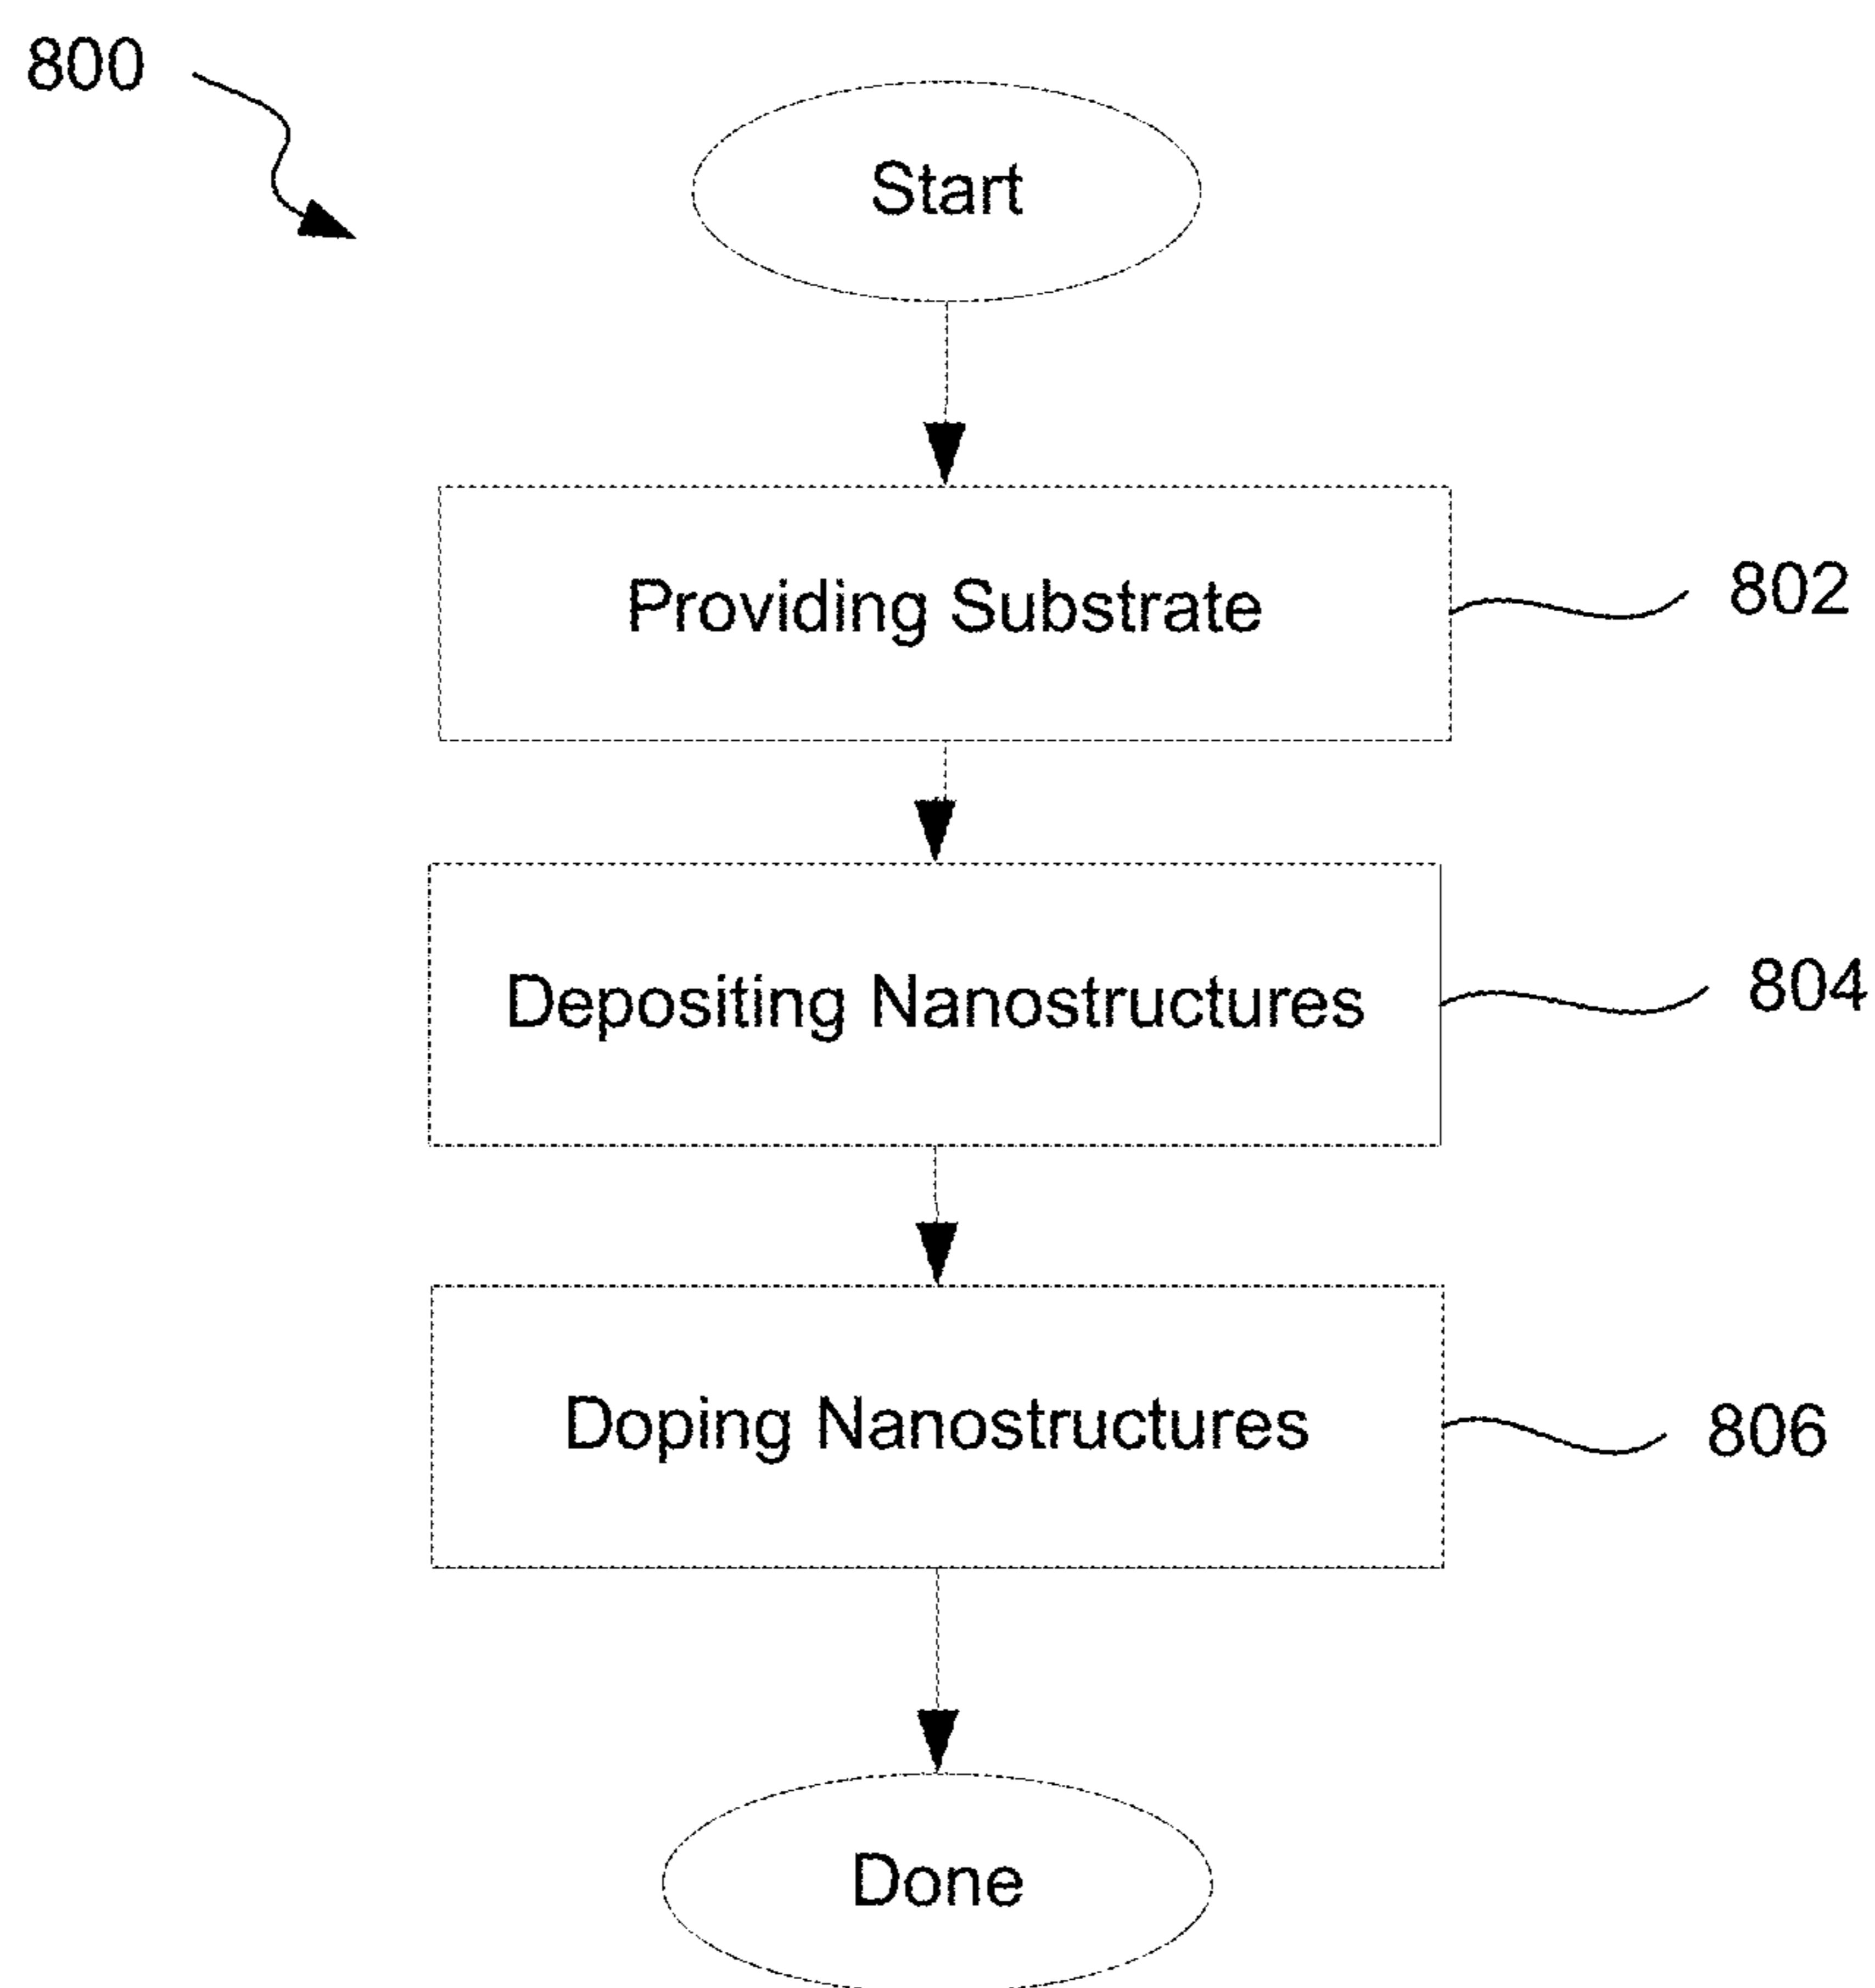 800
Start
Providing Substrate
802
Depositing Nanostructures
804
Doping Nanostructures
806
Done